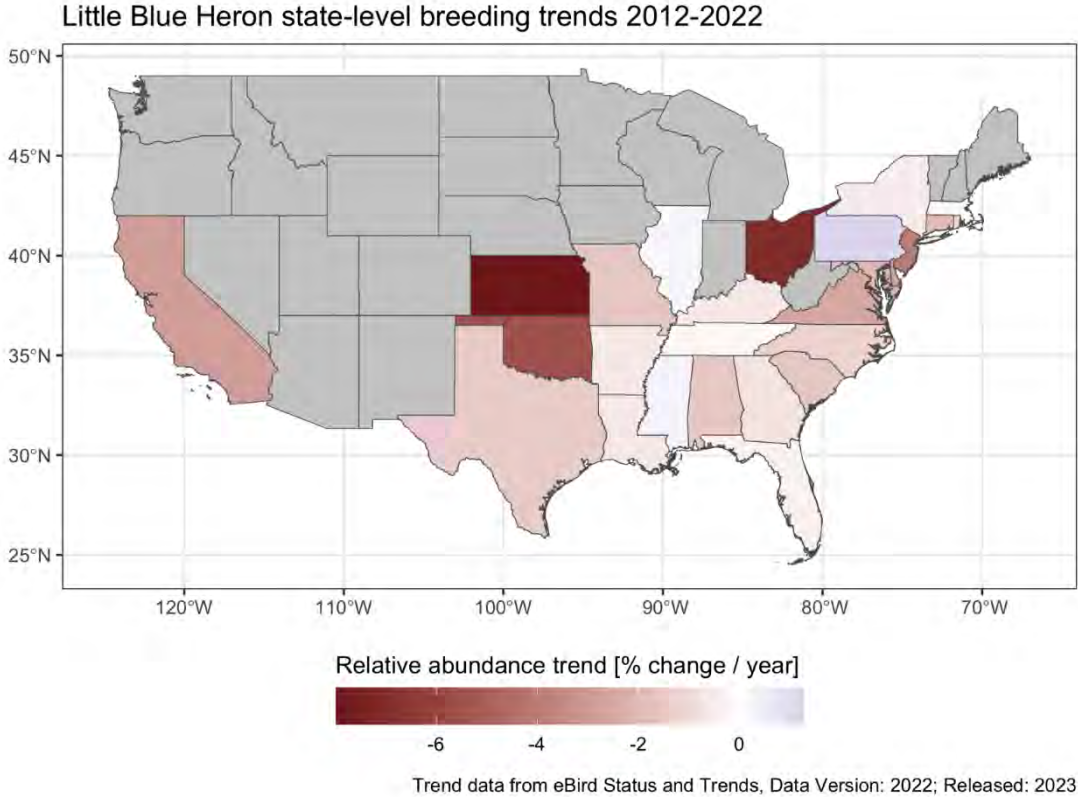 Little Blue Heron state-level breeding trends 2012-2022
50°N
45°N
40°N
35°N
30°N
25°N
120°W 110°W 100°W 90°W 80°W 70°W
Relative abundance trend [% change / year]
-6 -4 -2 0
Trend data from eBird Status and Trends, Data Version: 2022; Released: 2023